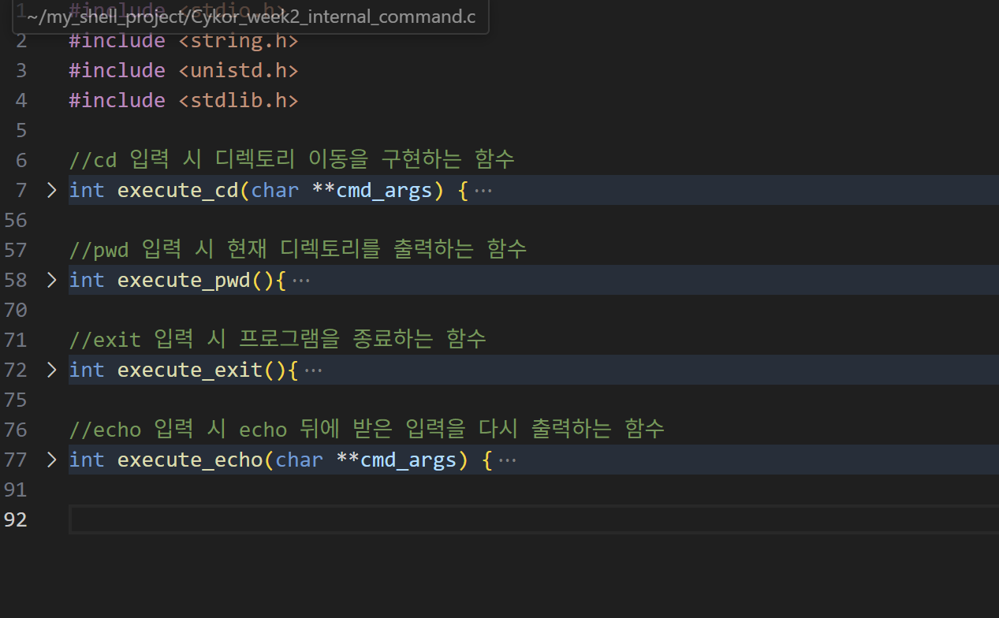 1 #include <stdio.h>
~/my_shell_project/Cykor_week2_internal_command.c
2 #include <string.h>
3 #include <unistd.h>
4 #include <stdlib.h>
5
6 //cd 입력 시 디렉토리 이동을 구현하는 함수
7 > int execute_cd(char **cmd_args) { ···
56
57 //pwd 입력 시 현재 디렉토리를 출력하는 함수
58 > int execute_pwd(){ ···
70
71 //exit 입력 시 프로그램을 종료하는 함수
72 > int execute_exit(){ ···
75
76 //echo 입력 시 echo 뒤에 받은 입력을 다시 출력하는 함수
77 > int execute_echo(char **cmd_args) { ···
91
92